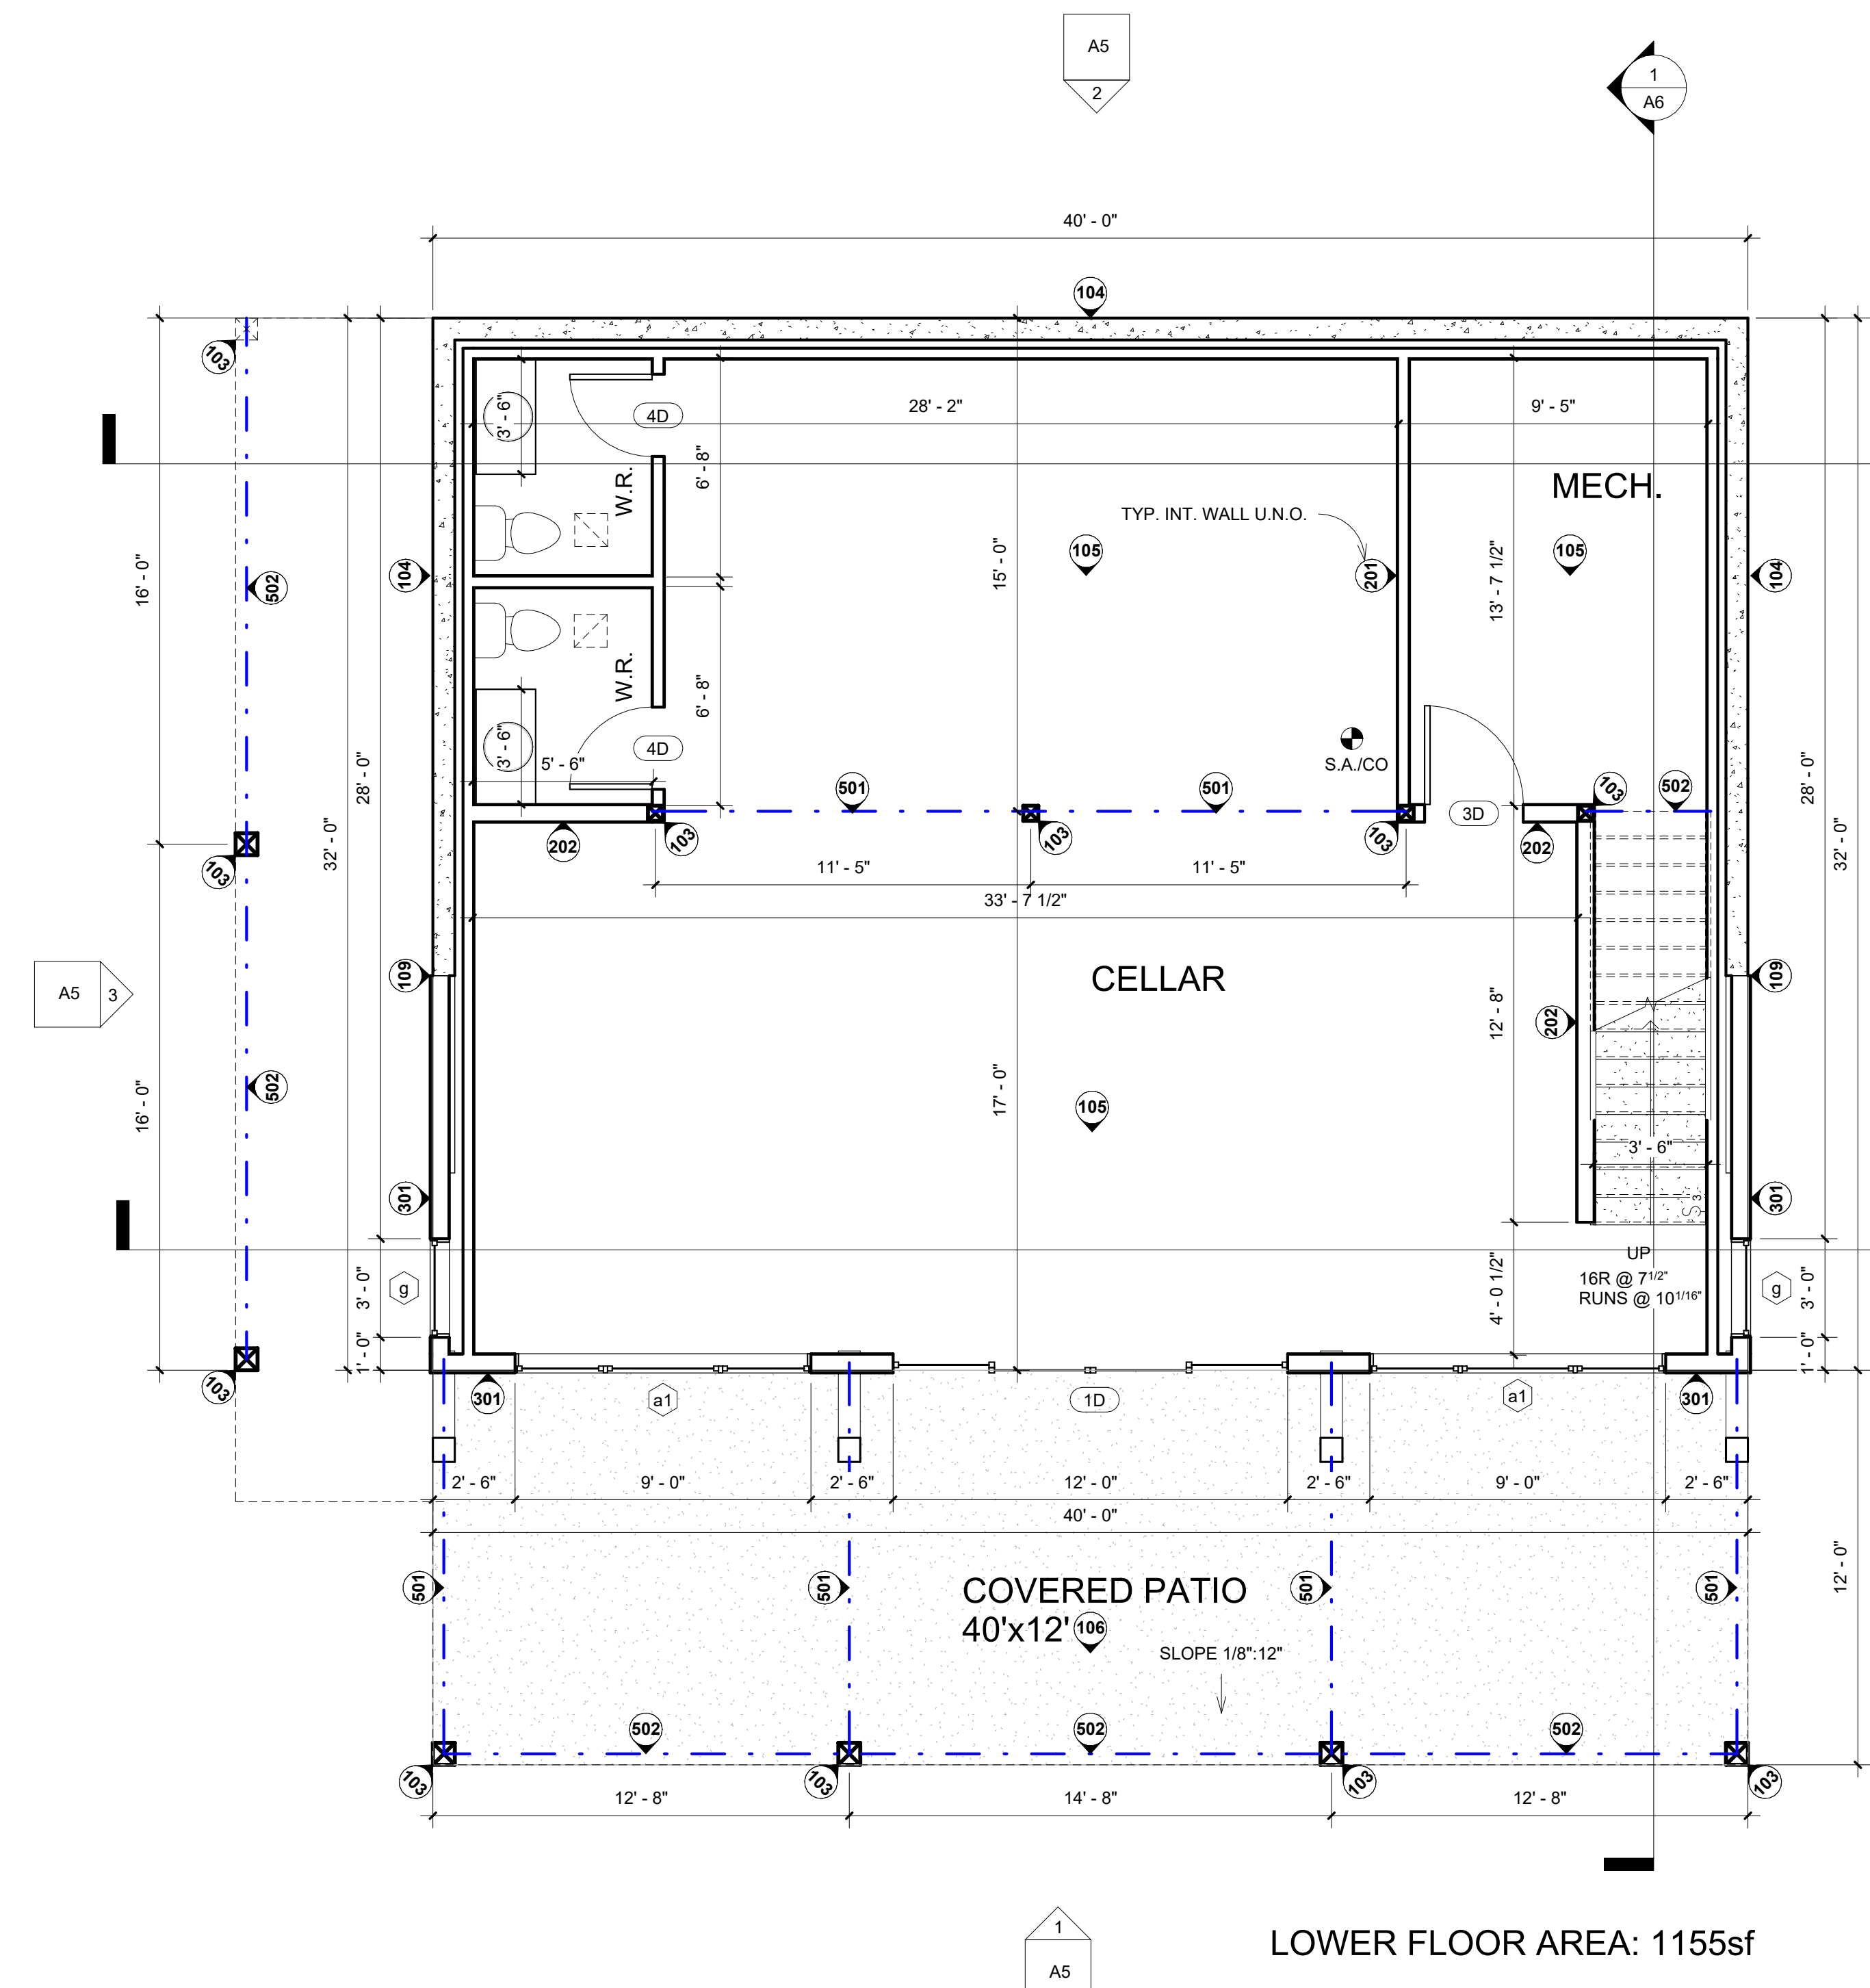 A5
2
1
A6
40' - 0"
104
103
28' - 2"
9' - 5"
3' - 6"
4D
6' - 8"
W.R.
MECH.
TYP. INT. WALL U.N.O.
105
105
104
201
104
16' - 0"
502
15' - 0"
13' - 7 1/2"
W.R.
6' - 8"
3' - 6"
5' - 6"
4D
S.A./CO
28' - 0"
28' - 0"
501
501
103
502
3D
103
103
103
103
202
202
32' - 0"
32' - 0"
11' - 5"
11' - 5"
33' - 7 1/2"
CELLAR
109
109
A5
3
12' - 8"
202
502
16' - 0"
17' - 0"
105
3' - 6"
301
301
S 3
UP
16R @ 7 1/2"
RUNS @ 10 1/16"
3' - 0"
g
4' - 0 1/2"
g
3' - 0"
1' - 0"
1' - 0"
103
301
a1
1D
a1
301
2' - 6"
9' - 0"
2' - 6"
12' - 0"
2' - 6"
9' - 0"
2' - 6"
40' - 0"
12' - 0"
501
501
501
501
COVERED PATIO
40'x12'
106
SLOPE 1/8":12"
502
502
502
103
103
103
103
12' - 8"
14' - 8"
12' - 8"
1
A5
LOWER FLOOR AREA: 1155sf